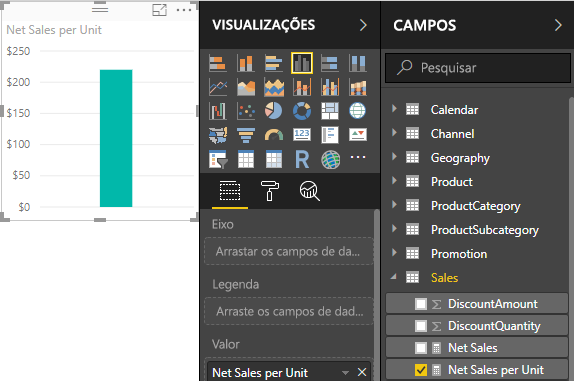 Net Sales per Unit
$250
$200
$150
$100
$50
$0
VISUALIZAÇÕES
123
R
Eixo
Arrastar os campos de da...
Legenda
Arraste os campos de dad...
Valor
Net Sales per Unit
CAMPOS
Pesquisar
Calendar
Channel
Geography
Product
ProductCategory
ProductSubcategory
Promotion
Sales
DiscountAmount
DiscountQuantity
Net Sales
Net Sales per Unit